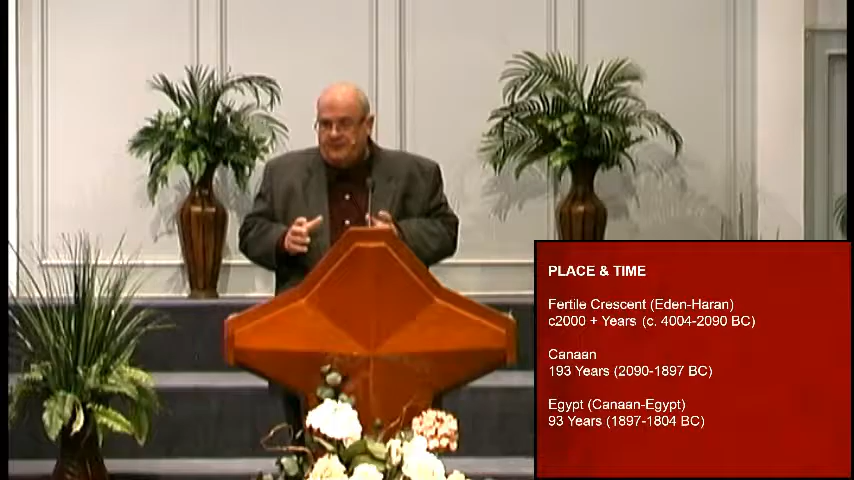 PLACE & TIME
Fertile Crescent (Eden-Haran)
c2000 + Years (c. 4004-2090 BC)
Canaan
193 Years (2090-1897 BC)
Egypt (Canaan-Egypt)
93 Years (1897-1804 BC)